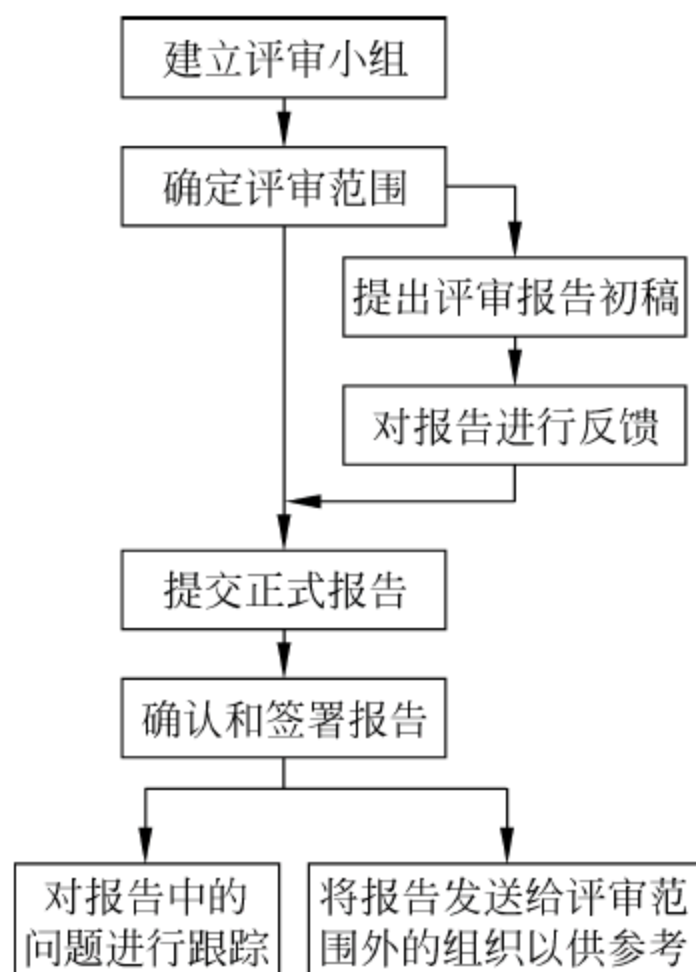 建立评审小组
确定评审范围
提出评审报告初稿
对报告进行反馈
提交正式报告
确认和签署报告
对报告中的
问题进行跟踪
将报告发送给评审范
围外的组织以供参考